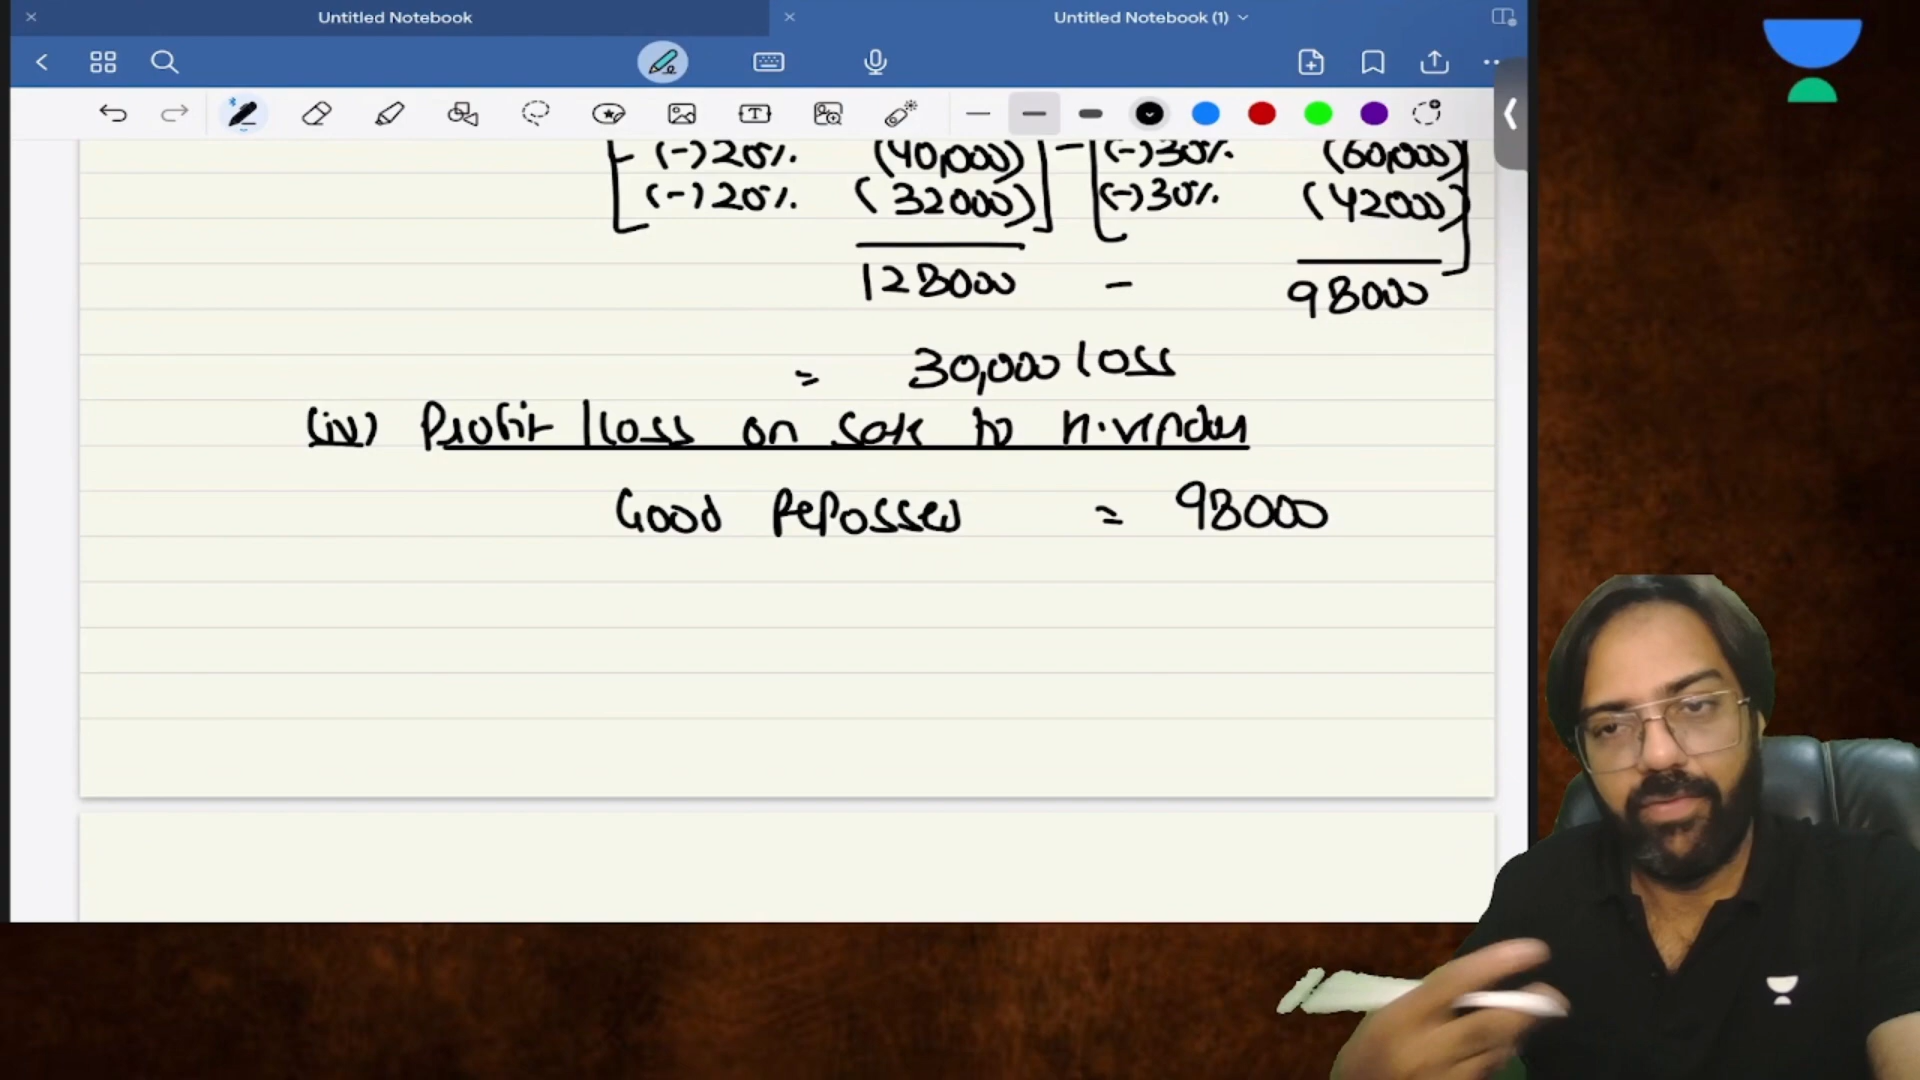 Untitled Notebook
Untitled Notebook (1)
(-) 20% (40,000) - (-) 30% (60,000)
(-) 20% (32000) (-) 30% (42000)
128000 - 98000
= 30,000 loss
(iv) Profit / loss on sale to H.vendor
Good Reposses = 98000